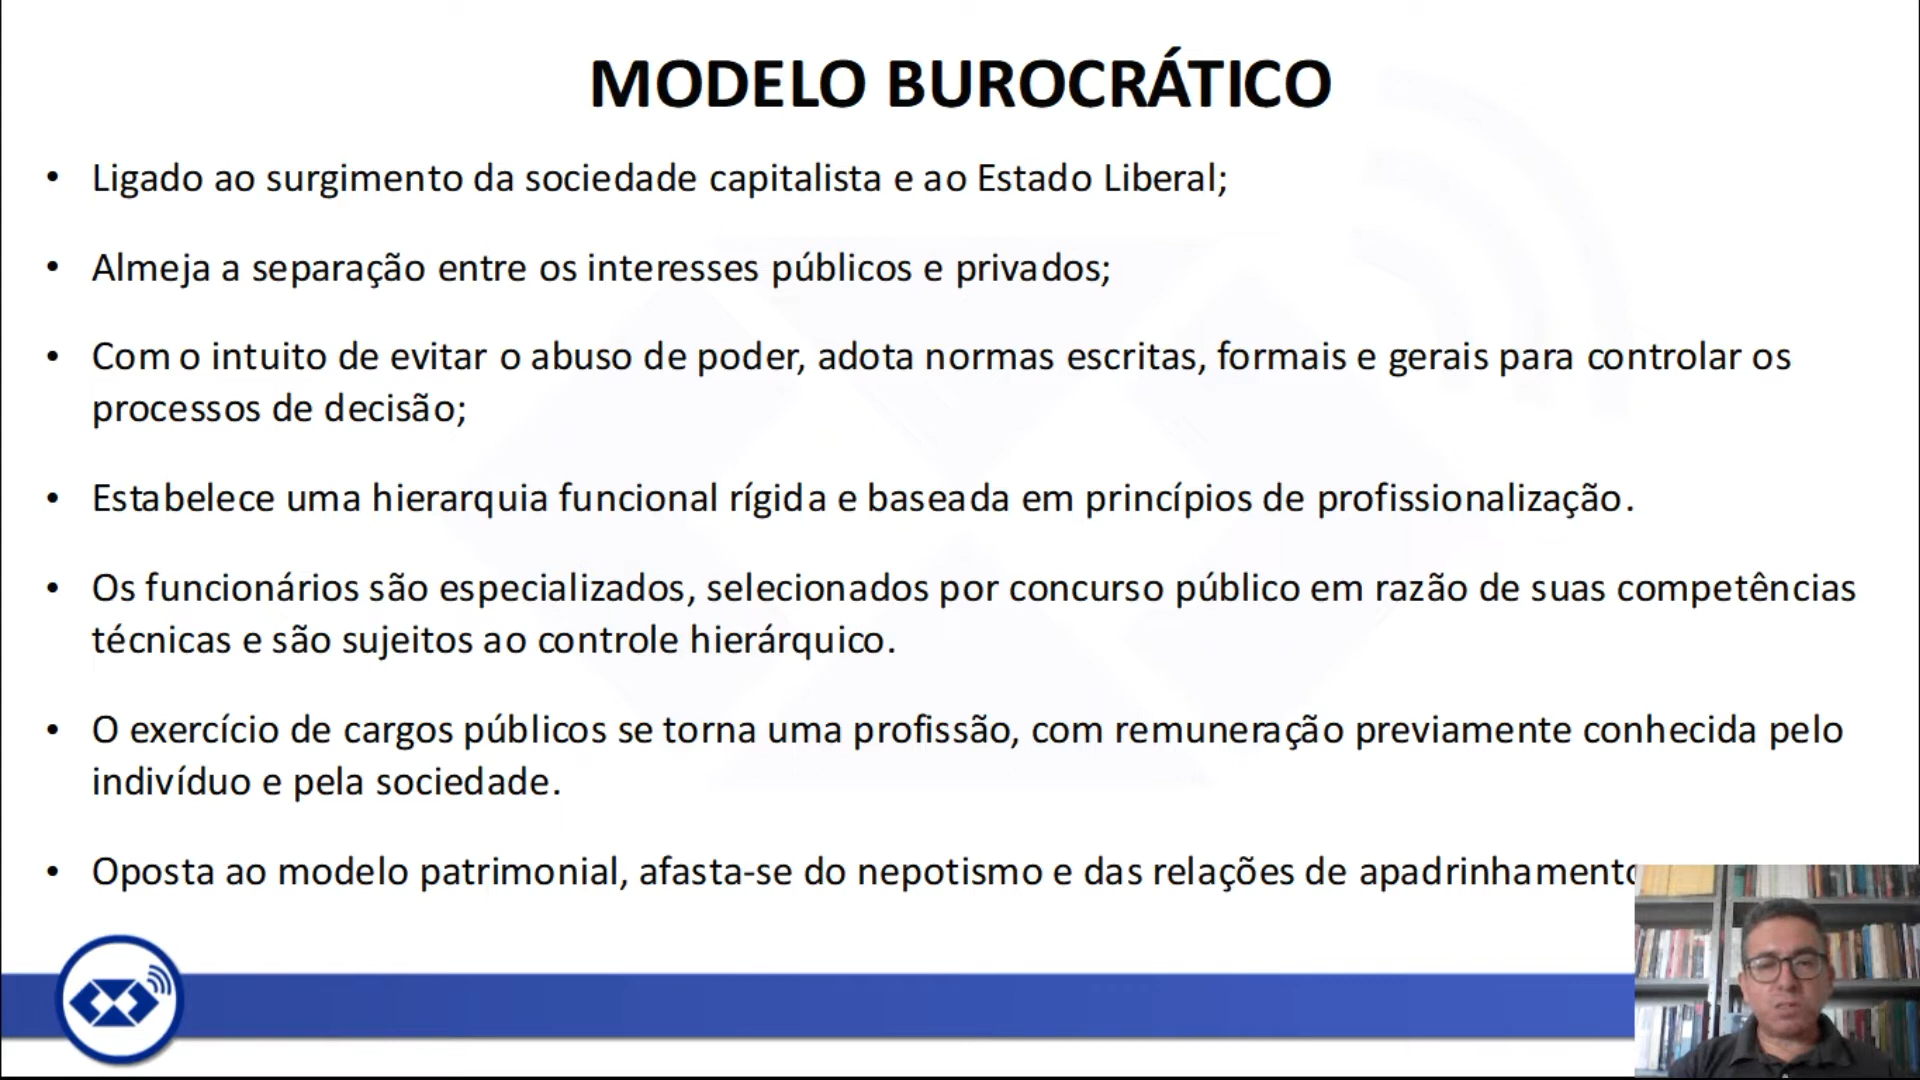 MODELO BUROCRÁTICO
• Ligado ao surgimento da sociedade capitalista e ao Estado Liberal;
• Almeja a separação entre os interesses públicos e privados;
• Com o intuito de evitar o abuso de poder, adota normas escritas, formais e gerais para controlar os
processos de decisão;
• Estabelece uma hierarquia funcional rígida e baseada em princípios de profissionalização.
• Os funcionários são especializados, selecionados por concurso público em razão de suas competências
técnicas e são sujeitos ao controle hierárquico.
• O exercício de cargos públicos se torna uma profissão, com remuneração previamente conhecida pelo
indivíduo e pela sociedade.
• Oposta ao modelo patrimonial, afasta-se do nepotismo e das relações de apadrinhamento